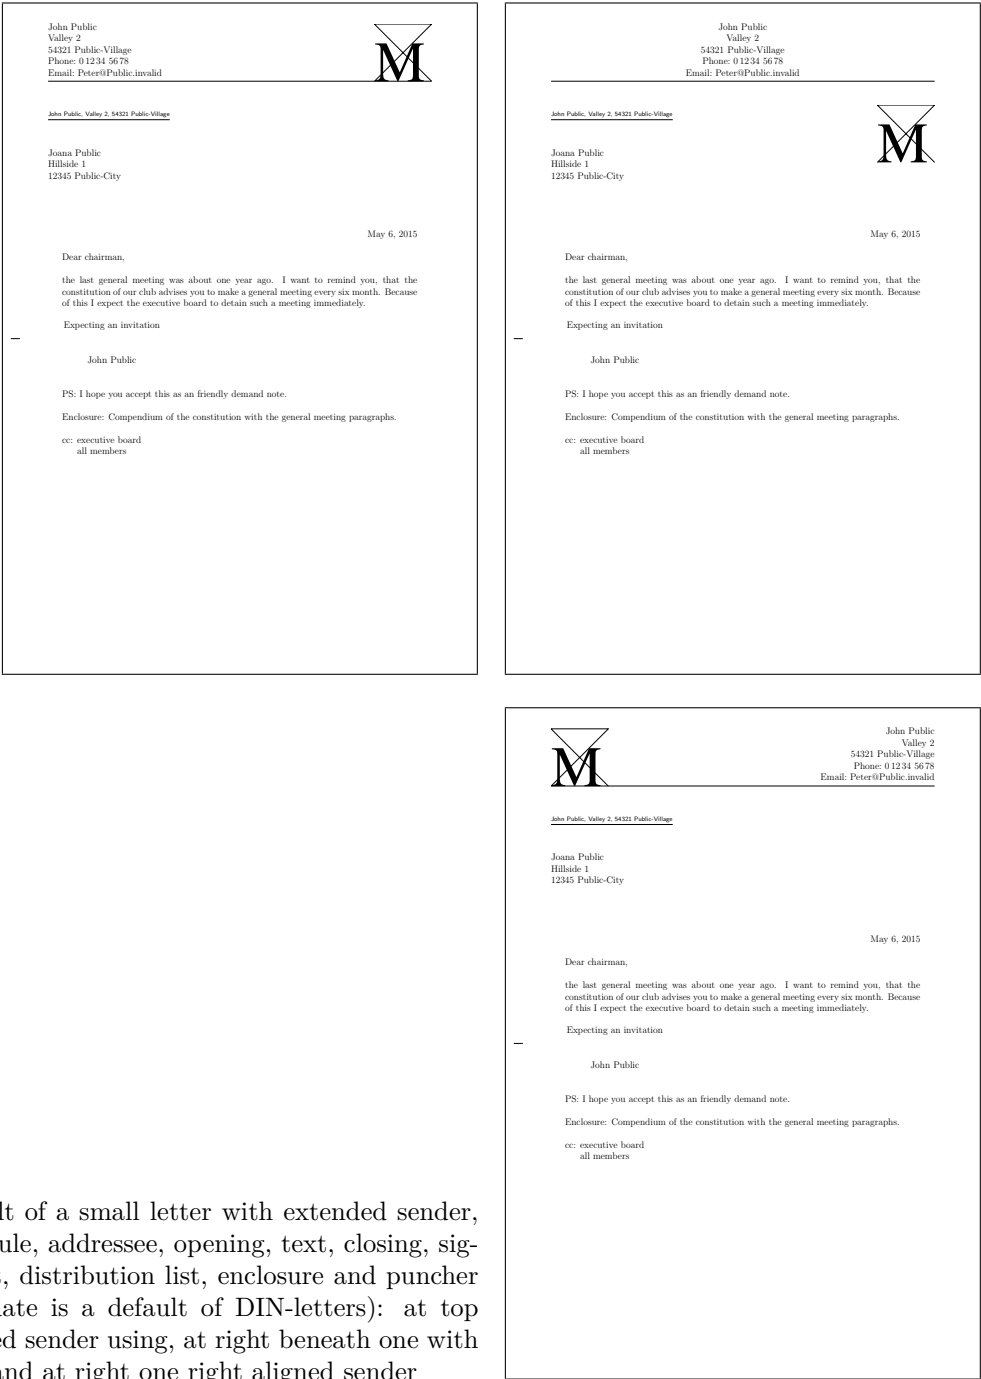 John Public
Valley 2
54321 Public-Village
Phone: 0 12 34 56 78
Email: Peter@Public.invalid
M
John Public, Valley 2, 54321 Public-Village
Joana Public
Hillside 1
12345 Public-City
May 6, 2015
Dear chairman,
the last general meeting was about one year ago. I want to remind you, that the
constitution of our club advises you to make a general meeting every six month. Because
of this I expect the executive board to detain such a meeting immediately.
Expecting an invitation
John Public
PS: I hope you accept this as an friendly demand note.
Enclosure: Compendium of the constitution with the general meeting paragraphs.
cc: executive board
all members
John Public
Valley 2
54321 Public-Village
Phone: 0 12 34 56 78
Email: Peter@Public.invalid
John Public, Valley 2, 54321 Public-Village
M
Joana Public
Hillside 1
12345 Public-City
May 6, 2015
Dear chairman,
the last general meeting was about one year ago. I want to remind you, that the
constitution of our club advises you to make a general meeting every six month. Because
of this I expect the executive board to detain such a meeting immediately.
Expecting an invitation
John Public
PS: I hope you accept this as an friendly demand note.
Enclosure: Compendium of the constitution with the general meeting paragraphs.
cc: executive board
all members
M
John Public
Valley 2
54321 Public-Village
Phone: 0 12 34 56 78
Email: Peter@Public.invalid
John Public, Valley 2, 54321 Public-Village
Joana Public
Hillside 1
12345 Public-City
May 6, 2015
Dear chairman,
the last general meeting was about one year ago. I want to remind you, that the
constitution of our club advises you to make a general meeting every six month. Because
of this I expect the executive board to detain such a meeting immediately.
Expecting an invitation
John Public
PS: I hope you accept this as an friendly demand note.
Enclosure: Compendium of the constitution with the general meeting paragraphs.
cc: executive board
all members
of a small letter with extended sender,
addressee, opening, text, closing, sig-
distribution list, enclosure and puncher
is a default of DIN-letters): at top
sender using, at right beneath one with
and at right one right aligned sender